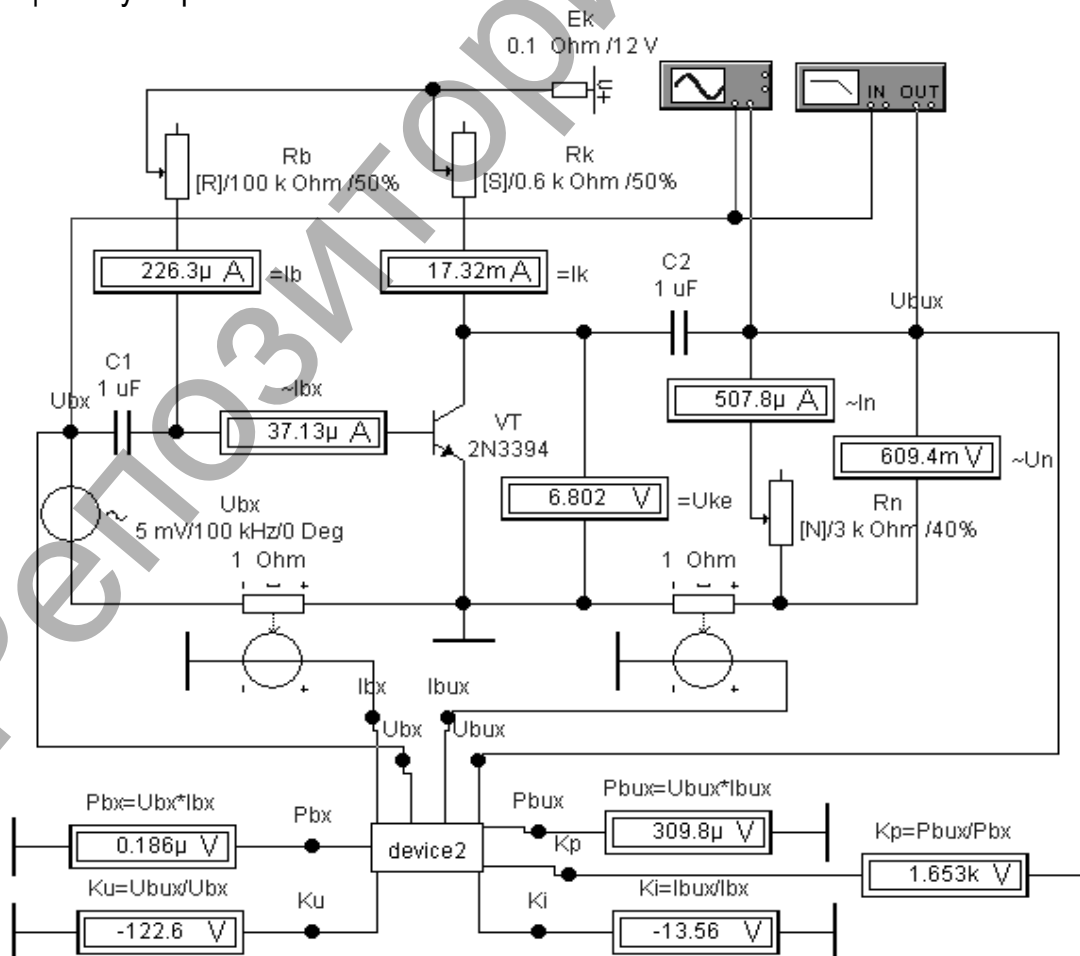 Ek
0.1 Ohm /12 V
IN OUT
Rb
[R]/100 k Ohm /50%
Rk
[S]/0.6 k Ohm /50%
226.3µ A =Ib
17.32m A =Ik
C2
1 uF
Ubux
C1
1 uF
Ubx
~Ibx
37.13µ A
VT
2N3394
507.8µ A ~In
609.4m V ~Un
6.802 V =Uke
Ubx
5 mV/100 kHz/0 Deg
Rn
[N]/3 k Ohm /40%
1 Ohm
1 Ohm
Ibx
Ibux
Ubx
Ubux
Pbx=Ubx*Ibx
Pbx
0.186µ V
device2
Pbux
Pbux=Ubux*Ibux
309.8µ V
Kp
Kp=Pbux/Pbx
1.653k V
Ku=Ubux/Ubx
Ku
-122.6 V
Ki
Ki=Ibux/Ibx
-13.56 V